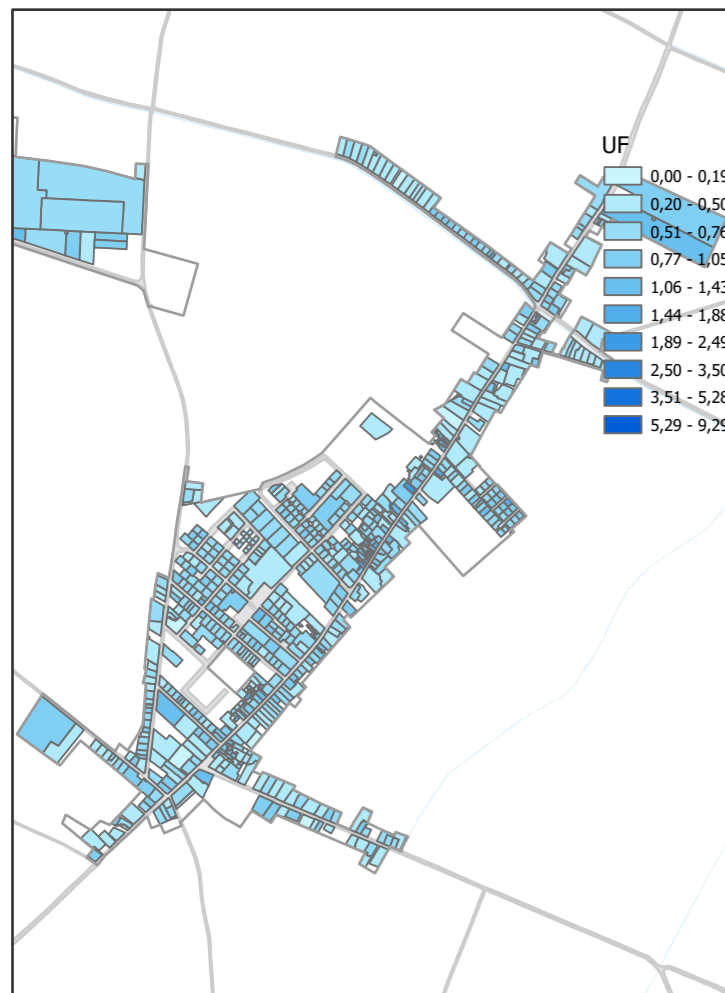 UF
0,00 - 0,19
0,20 - 0,50
0,51 - 0,76
0,77 - 1,05
1,06 - 1,43
1,44 - 1,88
1,89 - 2,49
2,50 - 3,50
3,51 - 5,28
5,29 - 9,29